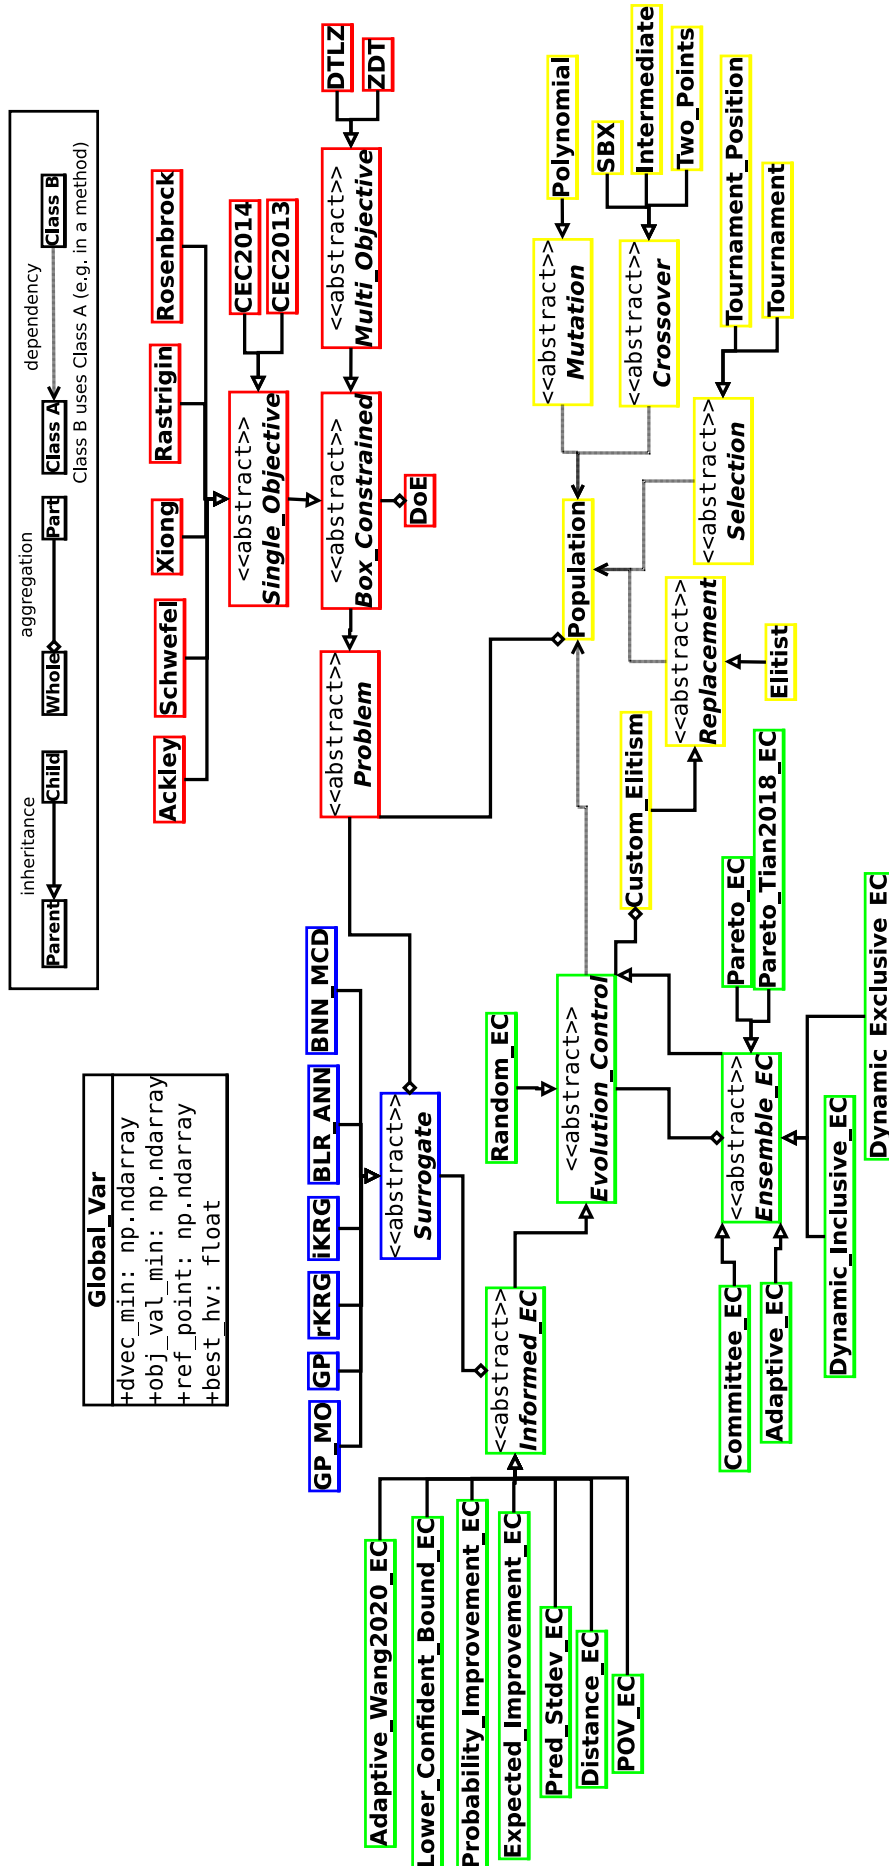 inheritance
Parent
Child
aggregation
Whole
Part
dependency
Class A
Class B
Class B uses Class A (e.g. in a method)
Global_Var
+dvec_min: np.ndarray
+obj_val_min: np.ndarray
+ref_point: np.ndarray
+best_hv: float
Ackley
Schwefel
Xiong
Rastrigin
Rosenbrock
CEC2014
CEC2013
<<abstract>>
Single_Objective
DTLZ
ZDT
<<abstract>>
Problem
<<abstract>>
Box_Constrained
<<abstract>>
Multi_Objective
DoE
GP_MO
GP
rKRG
iKRG
BLR_ANN
BNN_MCD
<<abstract>>
Surrogate
Adaptive_Wang2020_EC
Lower_Confident_Bound_EC
Probability_Improvement_EC
Expected_Improvement_EC
Pred_Stdev_EC
Distance_EC
POV_EC
<<abstract>>
Informed_EC
Random_EC
<<abstract>>
Evolution_Control
Population
<<abstract>>
Mutation
Polynomial
<<abstract>>
Crossover
SBX
Intermediate
Two_Points
Custom_Elitism
<<abstract>>
Replacement
Elitist
<<abstract>>
Selection
Tournament_Position
Tournament
Committee_EC
Adaptive_EC
<<abstract>>
Ensemble_EC
Pareto_EC
Pareto_Tian2018_EC
Dynamic_Inclusive_EC
Dynamic_Exclusive_EC